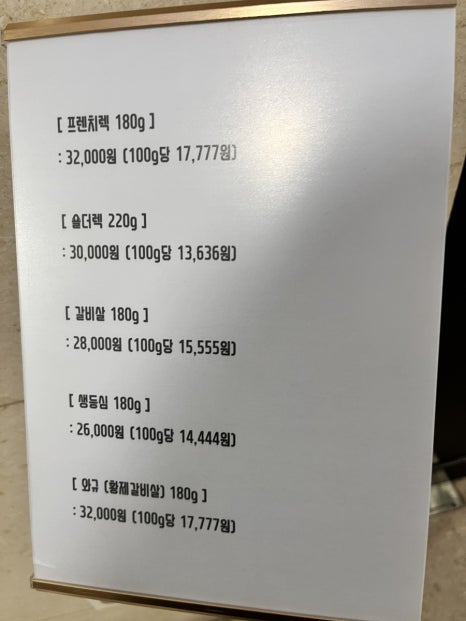 [ 프렌치렉 180g ]
: 32,000원 (100g당 17,777원)
[ 숄더렉 220g ]
: 30,000원 (100g당 13,636원)
[ 갈비살 180g ]
: 28,000원 (100g당 15,555원)
[ 생등심 180g ]
: 26,000원 (100g당 14,444원)
[ 와규 (황제갈비살) 180g ]
: 32,000원 (100g당 17,777원)